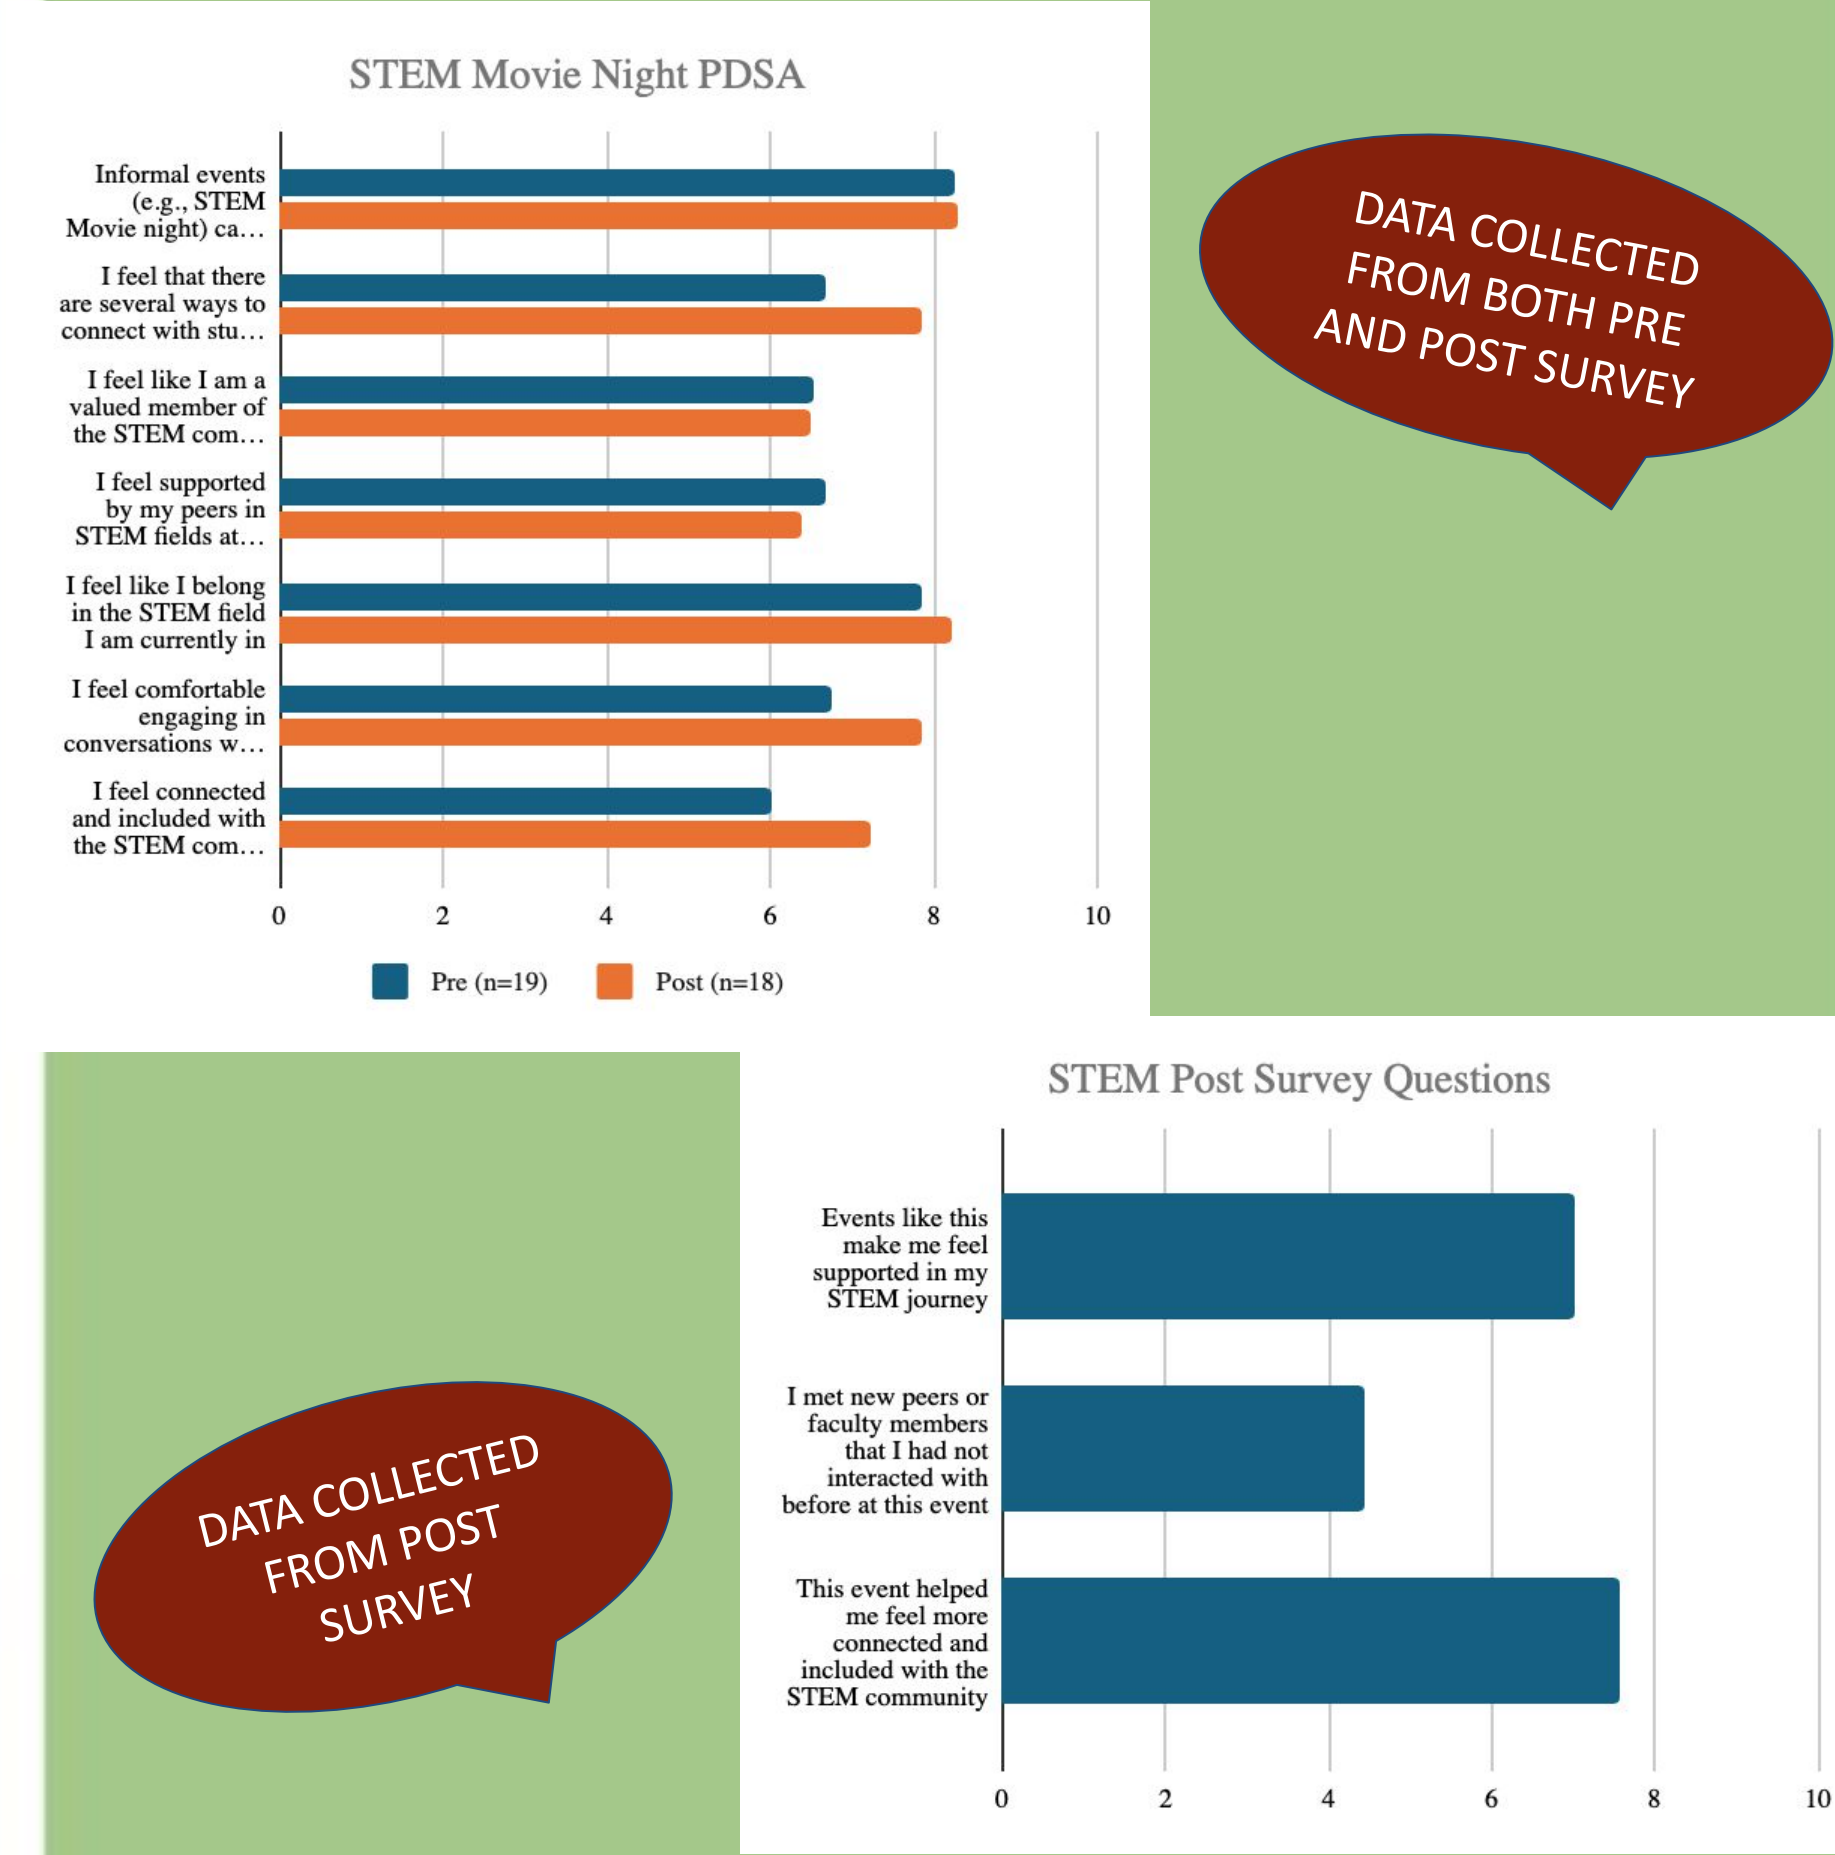 STEM Movie Night PDSA
Informal events
(e.g., STEM
Movie night) ca...
I feel that there
are several ways to
connect with stu...
I feel like I am a
valued member of
the STEM com...
I feel supported
by my peers in
STEM fields at...
I feel like I belong
in the STEM field
I am currently in
I feel comfortable
engaging in
conversations w...
I feel connected
and included with
the STEM com...
0 2 4 6 8 10
Pre (n=19) Post (n=18)
DATA COLLECTED
FROM BOTH PRE
AND POST SURVEY
DATA COLLECTED
FROM POST
SURVEY
STEM Post Survey Questions
Events like this
make me feel
supported in my
STEM journey
I met new peers or
faculty members
that I had not
interacted with
before at this event
This event helped
me feel more
connected and
included with the
STEM community
0 2 4 6 8 10